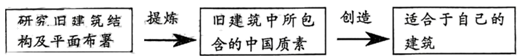 研究旧建筑结
构及平面布署
提炼
旧建筑中所包
含的中国质素
创造
适合于自己的
建筑